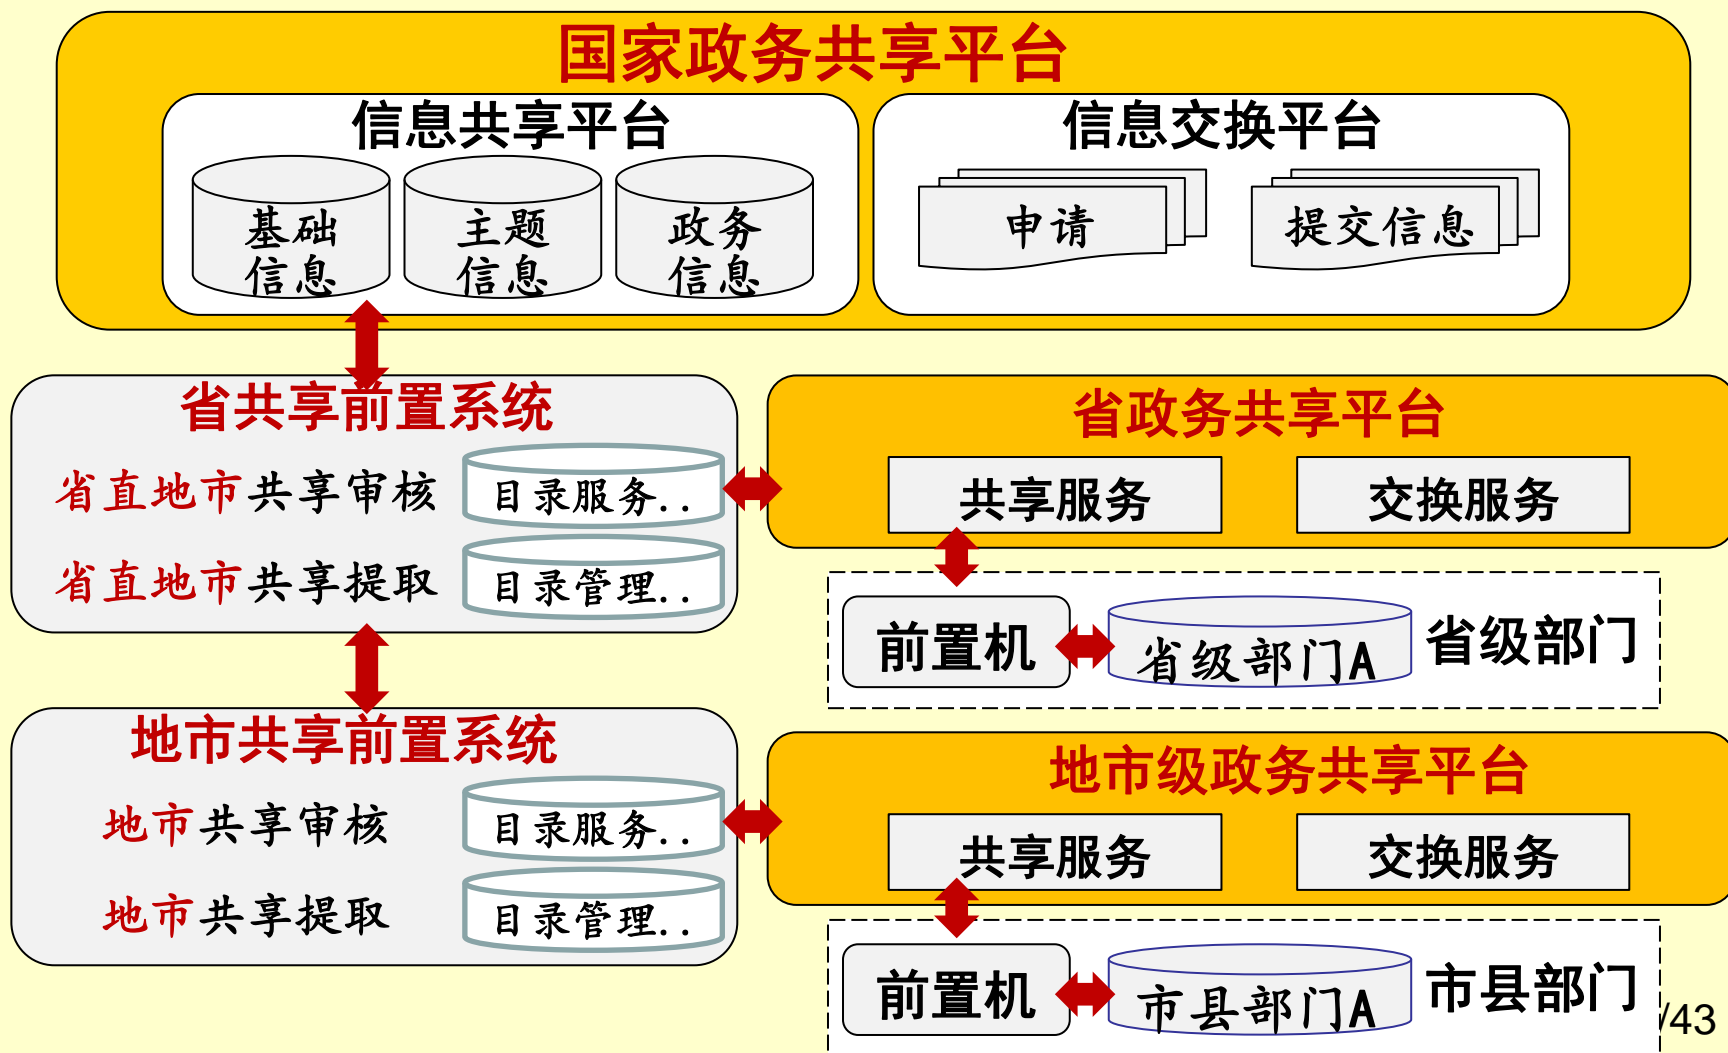 国家政务共享平台
信息共享平台
基础
信息
主题
信息
政务
信息
信息交换平台
申请
提交信息
省共享前置系统
省直地市共享审核
目录服务..
省直地市共享提取
目录管理..
省政务共享平台
共享服务
交换服务
前置机
省级部门A
省级部门
地市共享前置系统
地市共享审核
目录服务..
地市共享提取
目录管理..
地市级政务共享平台
共享服务
交换服务
前置机
市县部门A
市县部门
/43